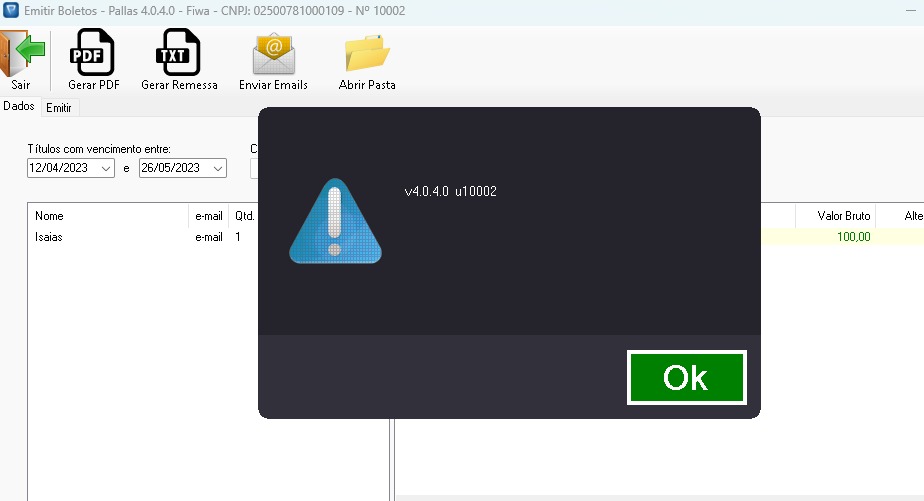 Emitir Boletos - Pallas 4.0.4.0 - Fiwa - CNPJ: 02500781000109 - Nº 10002
PDF
TXT
Sair
Gerar PDF
Gerar Remessa
Enviar Emails
Abrir Pasta
Dados
Emitir
Títulos com vencimento entre:
12/04/2023 e 26/05/2023
v4.0.4.0 u10002
Nome e-mail Qtd. Valor Bruto
Isaias e-mail 1 100,00
Ok